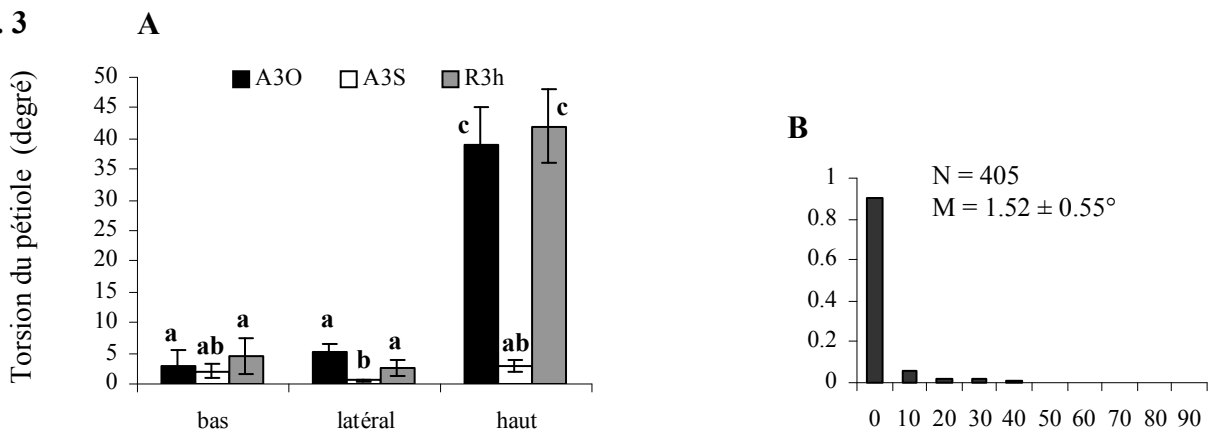 . 3
A
Torsion du pétiole (degré)
A3O A3S R3h
50
45
40
35
30
25
20
15
10
5
0
a ab a
a b a
c ab c
bas latéral haut
B
N = 405
M = 1.52 ± 0.55°
1
0.8
0.6
0.4
0.2
0
0 10 20 30 40 50 60 70 80 90